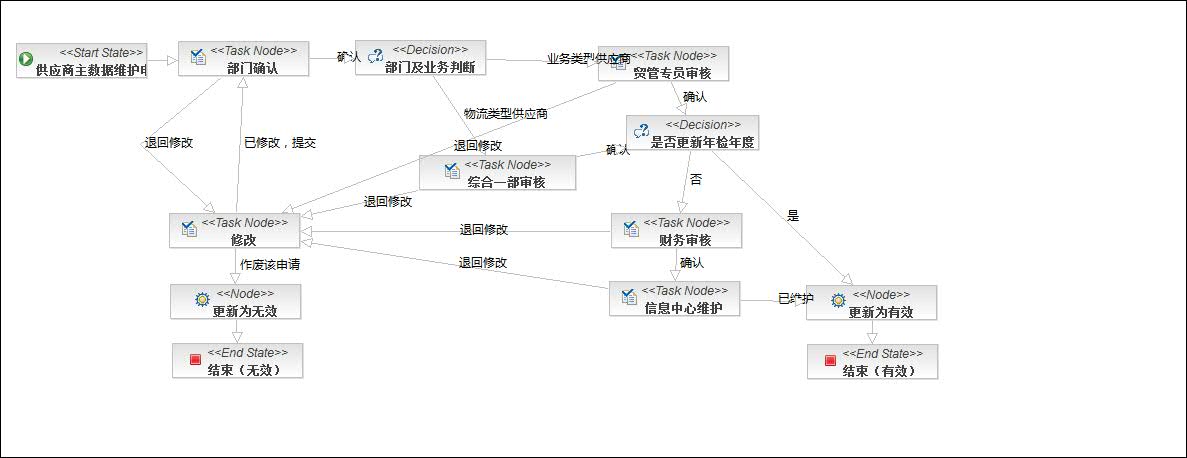 <<Start State>>
供应商主数据维护申
<<Task Node>>
部门确认
确认
<<Decision>>
部门及业务判断
业务类型供应商
<<Task Node>>
贸管专员审核
确认
物流类型供应商
<<Decision>>
是否更新年检年度
退回修改
已修改，提交
退回修改
确认
<<Task Node>>
综合一部审核
否
退回修改
是
<<Task Node>>
修改
退回修改
<<Task Node>>
财务审核
作废该申请
退回修改
确认
<<Node>>
更新为无效
<<Task Node>>
信息中心维护
已维护
<<Node>>
更新为有效
<<End State>>
结束（无效）
<<End State>>
结束（有效）